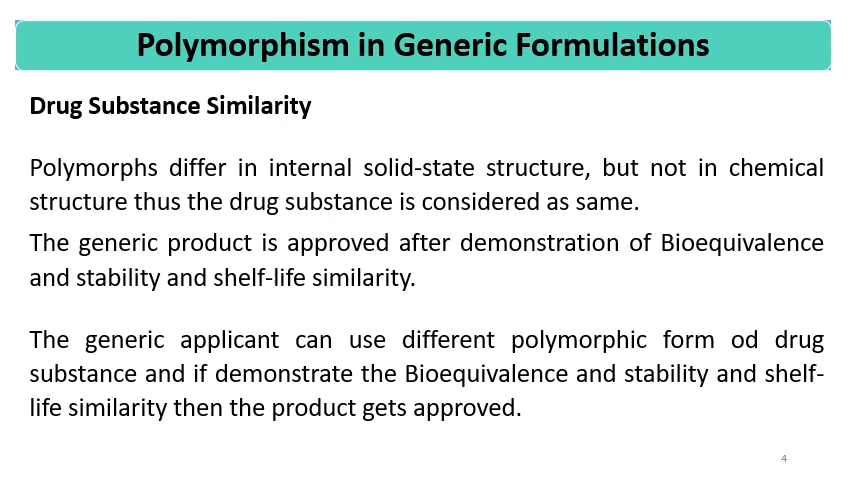 Polymorphism in Generic Formulations
Drug Substance Similarity
Polymorphs differ in internal solid-state structure, but not in chemical
structure thus the drug substance is considered as same.
The generic product is approved after demonstration of Bioequivalence
and stability and shelf-life similarity.
The generic applicant can use different polymorphic form od drug
substance and if demonstrate the Bioequivalence and stability and shelf-
life similarity then the product gets approved.
4